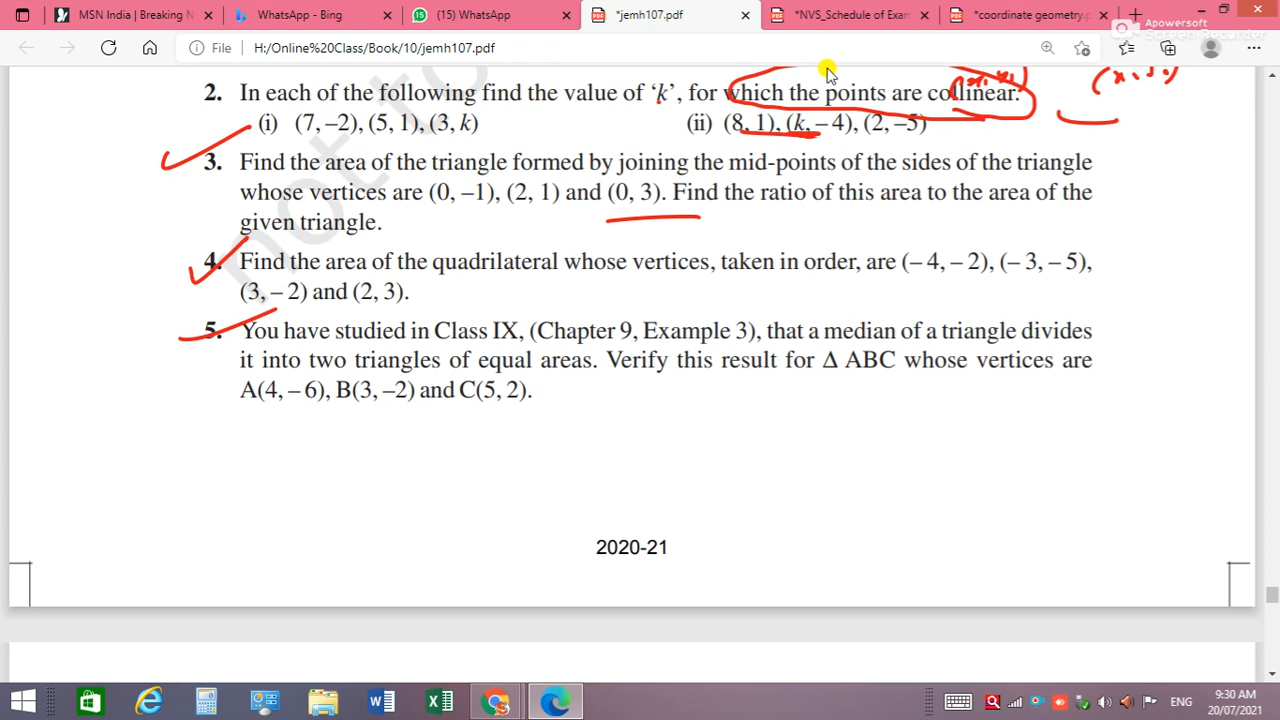 MSN India | Breaking N
WhatsApp - Bing
(15) WhatsApp
*jemh107.pdf
*NVS_Schedule of Exam
*coordinate geometry.p
Apowersoft
Screen Recorder
File
H:/Online%20Class/Book/10/jemh107.pdf
2. In each of the following find the value of ‘k’, for which the points are collinear.
(i) (7, –2), (5, 1), (3, k) (ii) (8, 1), (k, – 4), (2, –5)
3. Find the area of the triangle formed by joining the mid-points of the sides of the triangle
whose vertices are (0, –1), (2, 1) and (0, 3). Find the ratio of this area to the area of the
given triangle.
4. Find the area of the quadrilateral whose vertices, taken in order, are (– 4, – 2), (– 3, – 5),
(3, – 2) and (2, 3).
5. You have studied in Class IX, (Chapter 9, Example 3), that a median of a triangle divides
it into two triangles of equal areas. Verify this result for Δ ABC whose vertices are
A(4, – 6), B(3, –2) and C(5, 2).
not to
2020-21
ENG
9:30 AM
20/07/2021